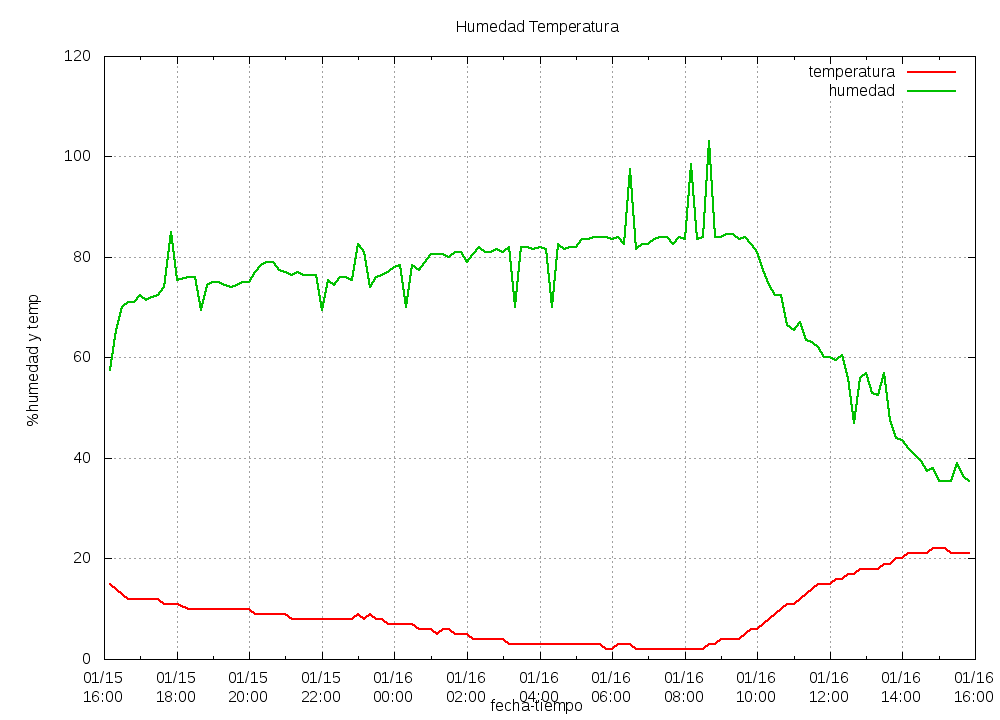 Humedad Temperatura
temperatura
humedad
120
100
80
60
40
20
0
%humedad y temp
01/15 01/15 01/15 01/15 01/16 01/16 01/16 01/16 01/16 01/16 01/16 01/16 01/16
16:00 18:00 20:00 22:00 00:00 02:00 04:00 06:00 08:00 10:00 12:00 14:00 16:00
fecha-tiempo